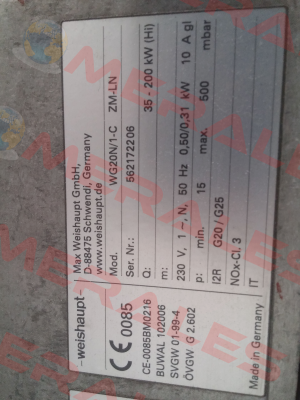 -weishaupt-
Max Weishaupt GmbH,
D-88475 Schwendi, Germany
www.weishaupt.de
CE 0085
CE-0085BM0216
BUWAL 102006
SVGW 01-99-4
ÖVGW G 2.602
Mod. WG20N/1-C ZM-LN
Ser. Nr.: 562172206
Q: 35 - 200 kW (Hi)
m:
230 V, 1 ~, N, 50 Hz 0,50/0,31 kW 10 A gl
p: min. 15 max. 500 mbar
I2R G20 / G25
NOx-Cl. 3
IT
Made in Germany
MERALE SALES